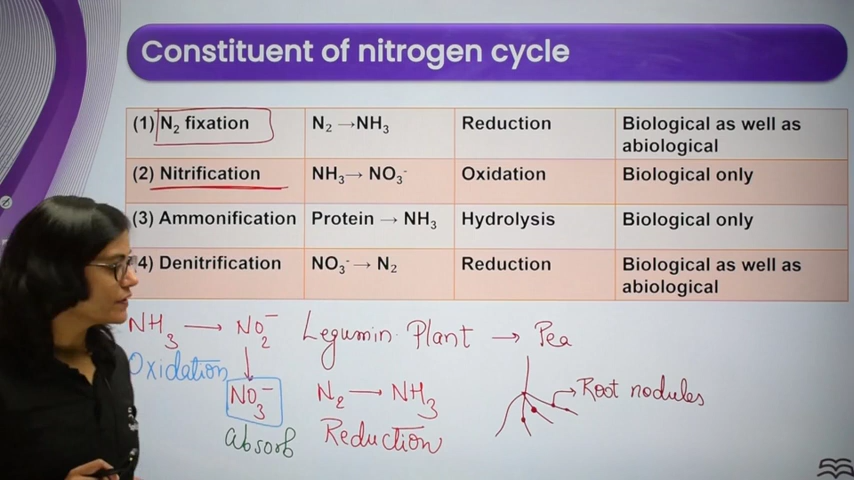 Constituent of nitrogen cycle
(1) N₂ fixation N₂ →NH₃ Reduction Biological as well as abiological
(2) Nitrification NH₃→ NO₃⁻ Oxidation Biological only
(3) Ammonification Protein → NH₃ Hydrolysis Biological only
4) Denitrification NO₃⁻→ N₂ Reduction Biological as well as abiological
NH₃ → NO₂⁻ Legumin Plant → Pea
Oxidation
NO₃⁻ N₂ → NH₃ → Root nodules
absorb Reduction